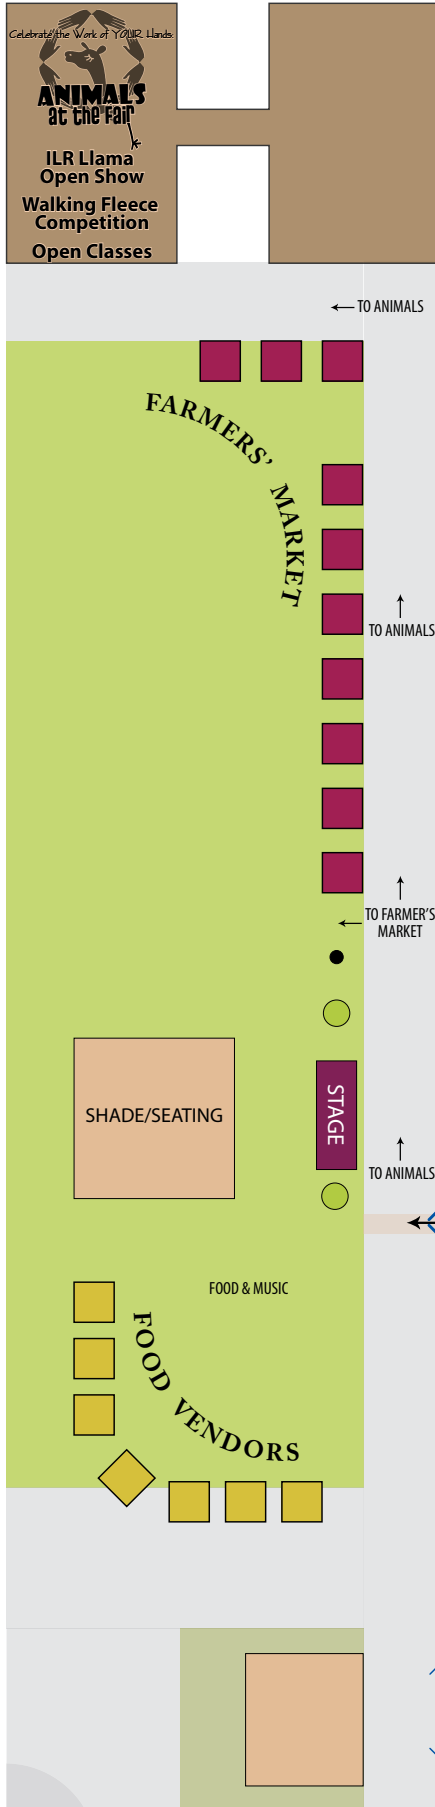 Celebrate the Work of YOUR Hands
ANIMALS
at the Fair
ILR Llama
Open Show
Walking Fleece
Competition
Open Classes
TO ANIMALS
FARMERS' MARKET
TO ANIMALS
TO FARMER'S
MARKET
SHADE/SEATING
STAGE
TO ANIMALS
FOOD & MUSIC
FOOD VENDORS